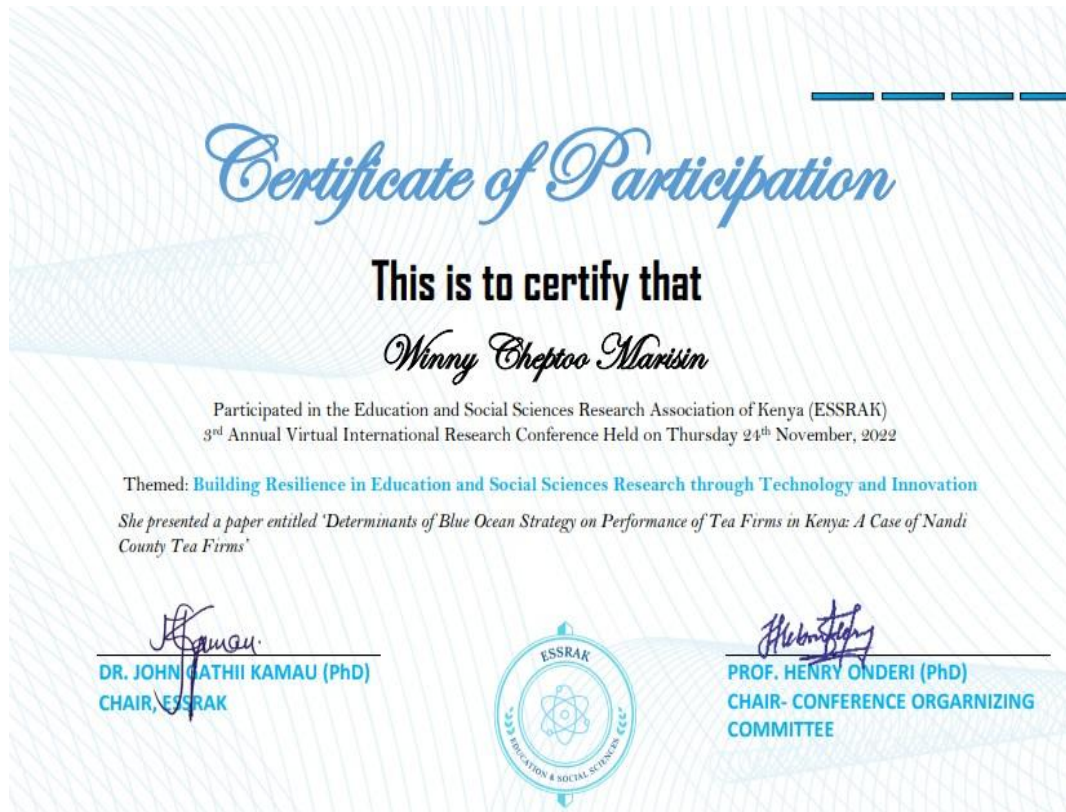 Certificate of Participation
This is to certify that
Winny Cheptoo Marisin
Participated in the Education and Social Sciences Research Association of Kenya (ESSRAK)
3rd Annual Virtual International Research Conference Held on Thursday 24th November, 2022
Themed: Building Resilience in Education and Social Sciences Research through Technology and Innovation
She presented a paper entitled ‘Determinants of Blue Ocean Strategy on Performance of Tea Firms in Kenya: A Case of Nandi
County Tea Firms’
DR. JOHN GATHII KAMAU (PhD)
CHAIR, ESSRAK
ESSRAK
EDUCATION & SOCIAL SCIENCES
PROF. HENRY ONDERI (PhD)
CHAIR- CONFERENCE ORGARNIZING
COMMITTEE